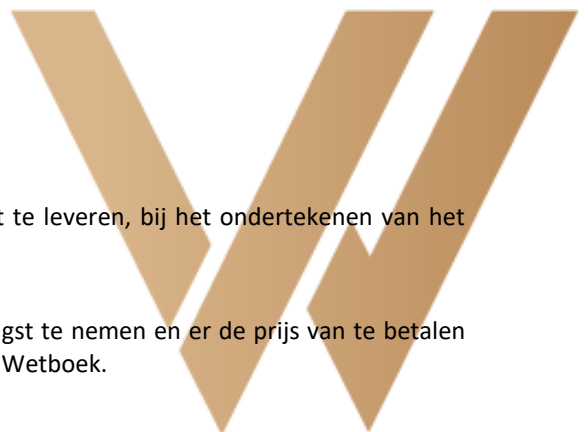 t te leveren, bij het ondertekenen van het
gst te nemen en er de prijs van te betalen
Wetboek.